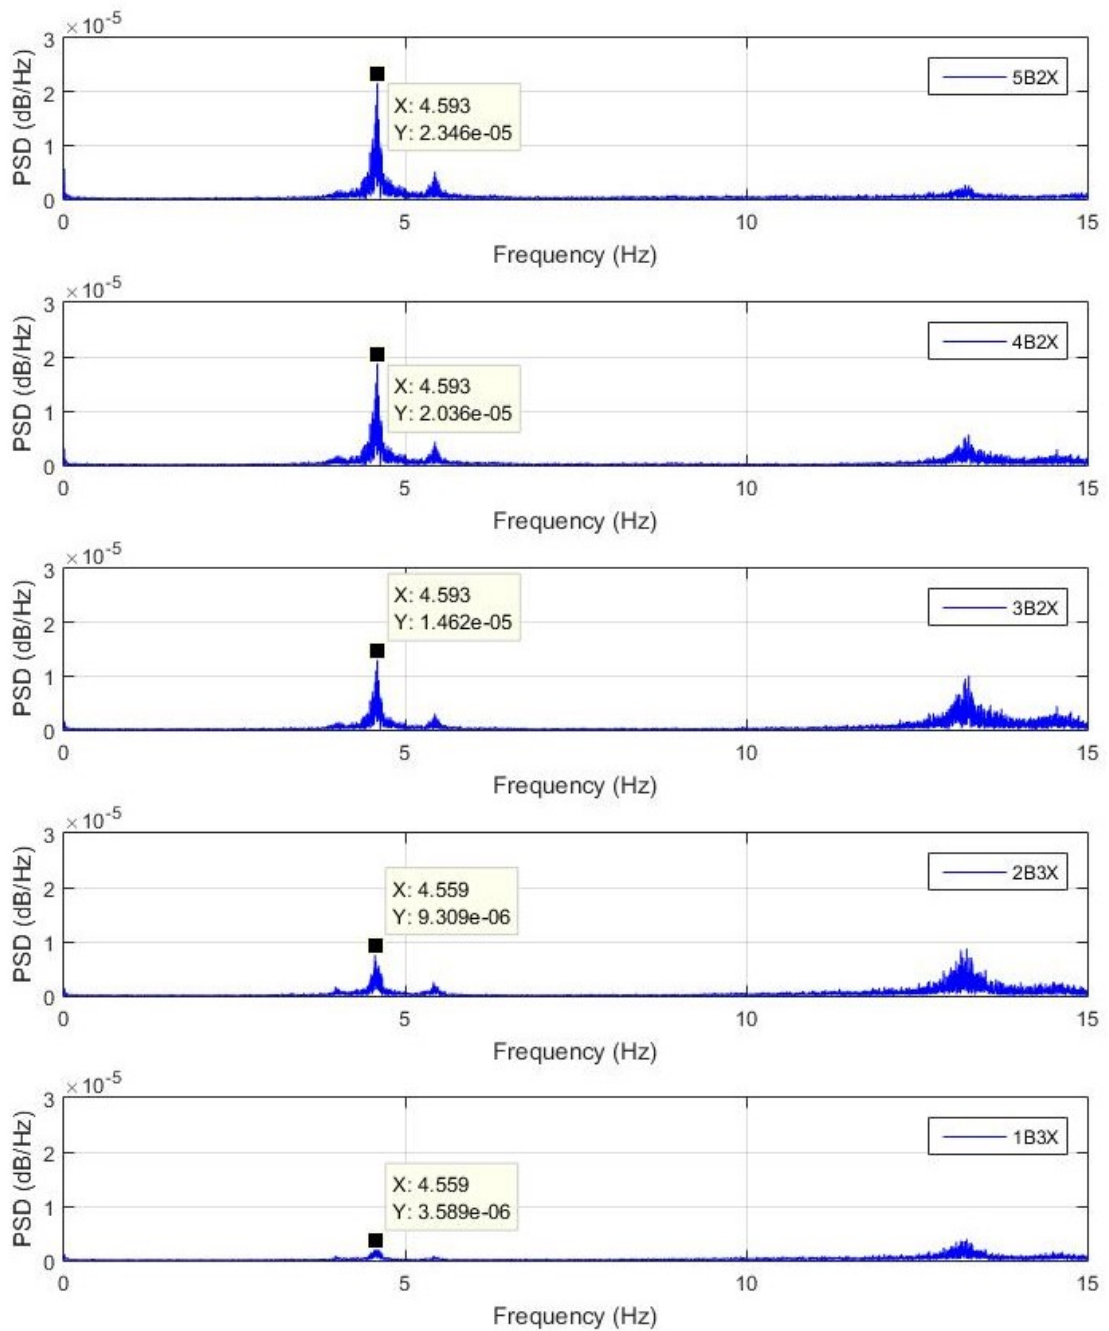 ×10-5
3
5B2X
2
X: 4.593
Y: 2.346e-05
1
0
PSD (dB/Hz)
0 5 10 15
Frequency (Hz)
×10-5
3
4B2X
2
X: 4.593
Y: 2.036e-05
1
0
PSD (dB/Hz)
0 5 10 15
Frequency (Hz)
×10-5
3
X: 4.593
Y: 1.462e-05
3B2X
2
1
0
PSD (dB/Hz)
0 5 10 15
Frequency (Hz)
×10-5
3
2B3X
2
X: 4.559
Y: 9.309e-06
1
0
PSD (dB/Hz)
0 5 10 15
Frequency (Hz)
×10-5
3
1B3X
2
X: 4.559
Y: 3.589e-06
1
0
PSD (dB/Hz)
0 5 10 15
Frequency (Hz)